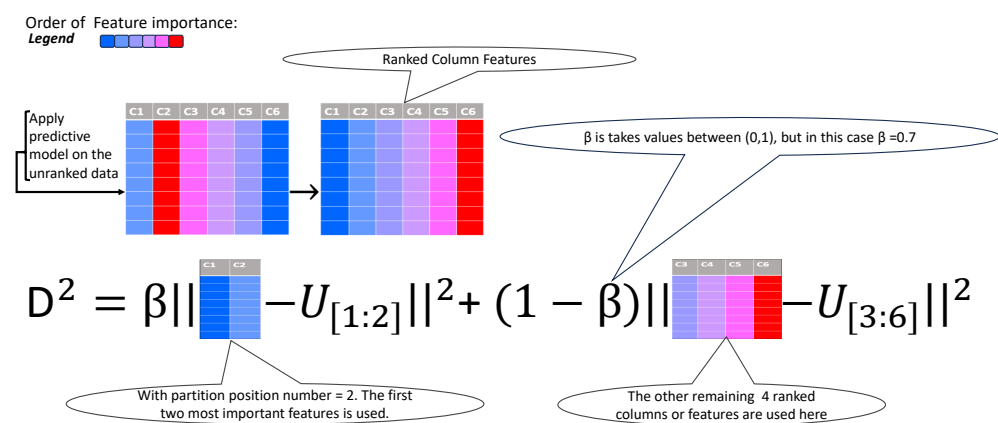 Order of Feature importance:
Legend
Ranked Column Features
C1 C2 C3 C4 C5 C6
C1 C2 C3 C4 C5 C6
Apply
predictive
model on the
unranked data
β is takes values between (0,1), but in this case β =0.7
C1 C2
C3 C4 C5 C6
D² = β|| −U[1:2]||² + (1 − β)|| −U[3:6]||²
With partition position number = 2. The first
two most important features is used.
The other remaining 4 ranked
columns or features are used here